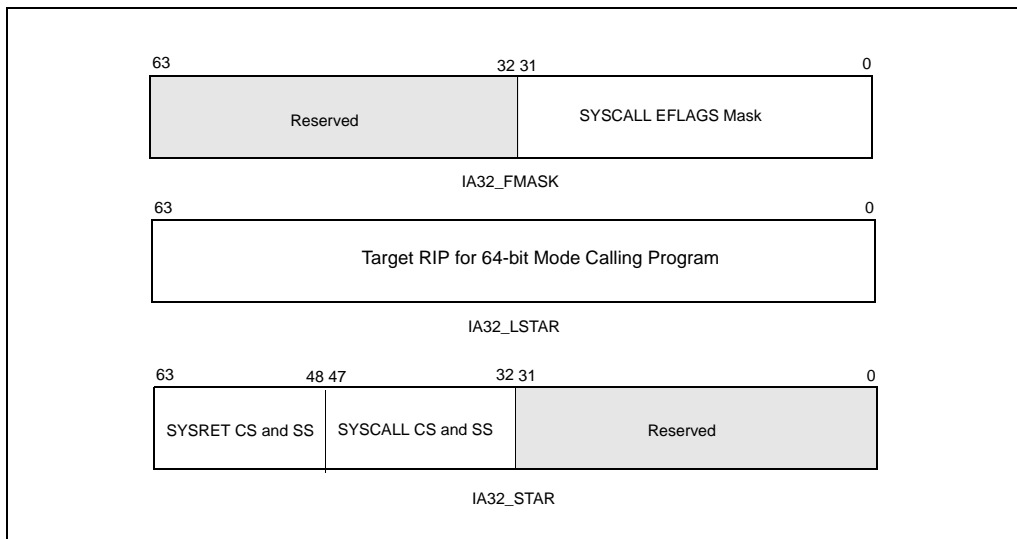 63 32 31 0
Reserved SYSCALL EFLAGS Mask
IA32_FMASK
63 0
Target RIP for 64-bit Mode Calling Program
IA32_LSTAR
63 48 47 32 31 0
SYSRET CS and SS SYSCALL CS and SS Reserved
IA32_STAR